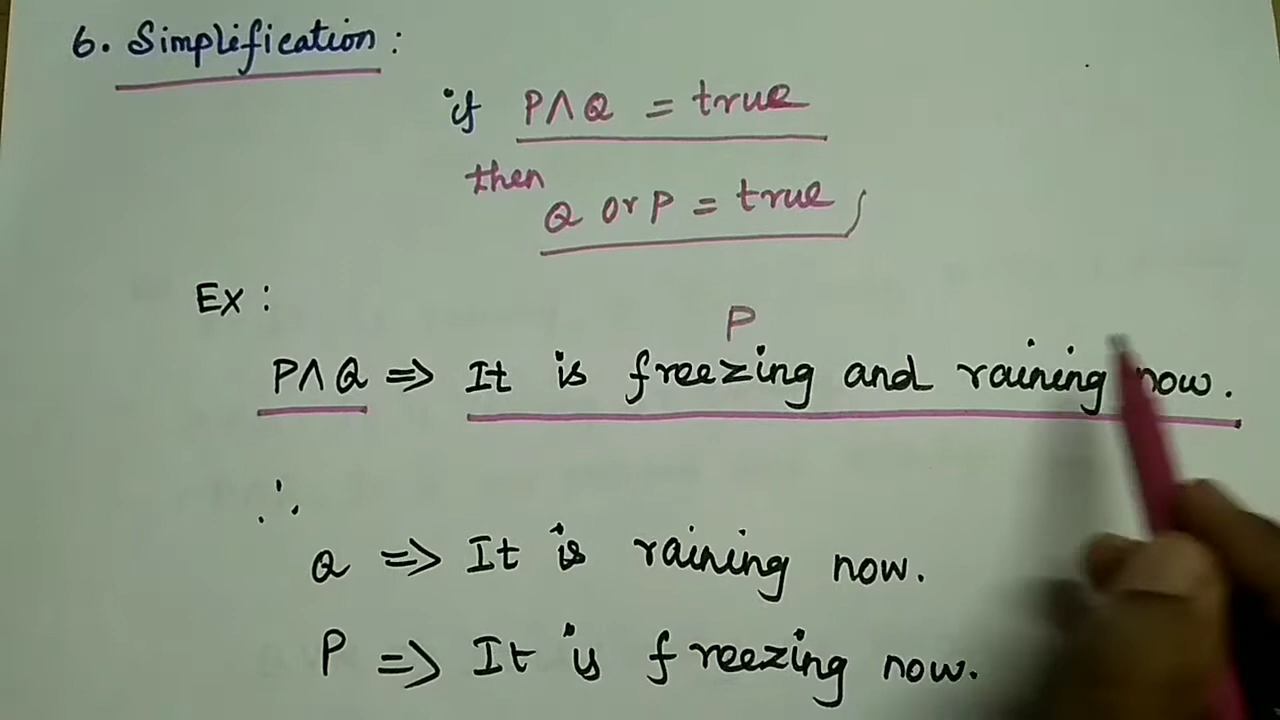 6. Simplification :
if P∧Q = true
then
Q or P = true
Ex :
P
P∧Q => It is freezing and raining now.
∴
Q => It is raining now.
P => It is freezing now.